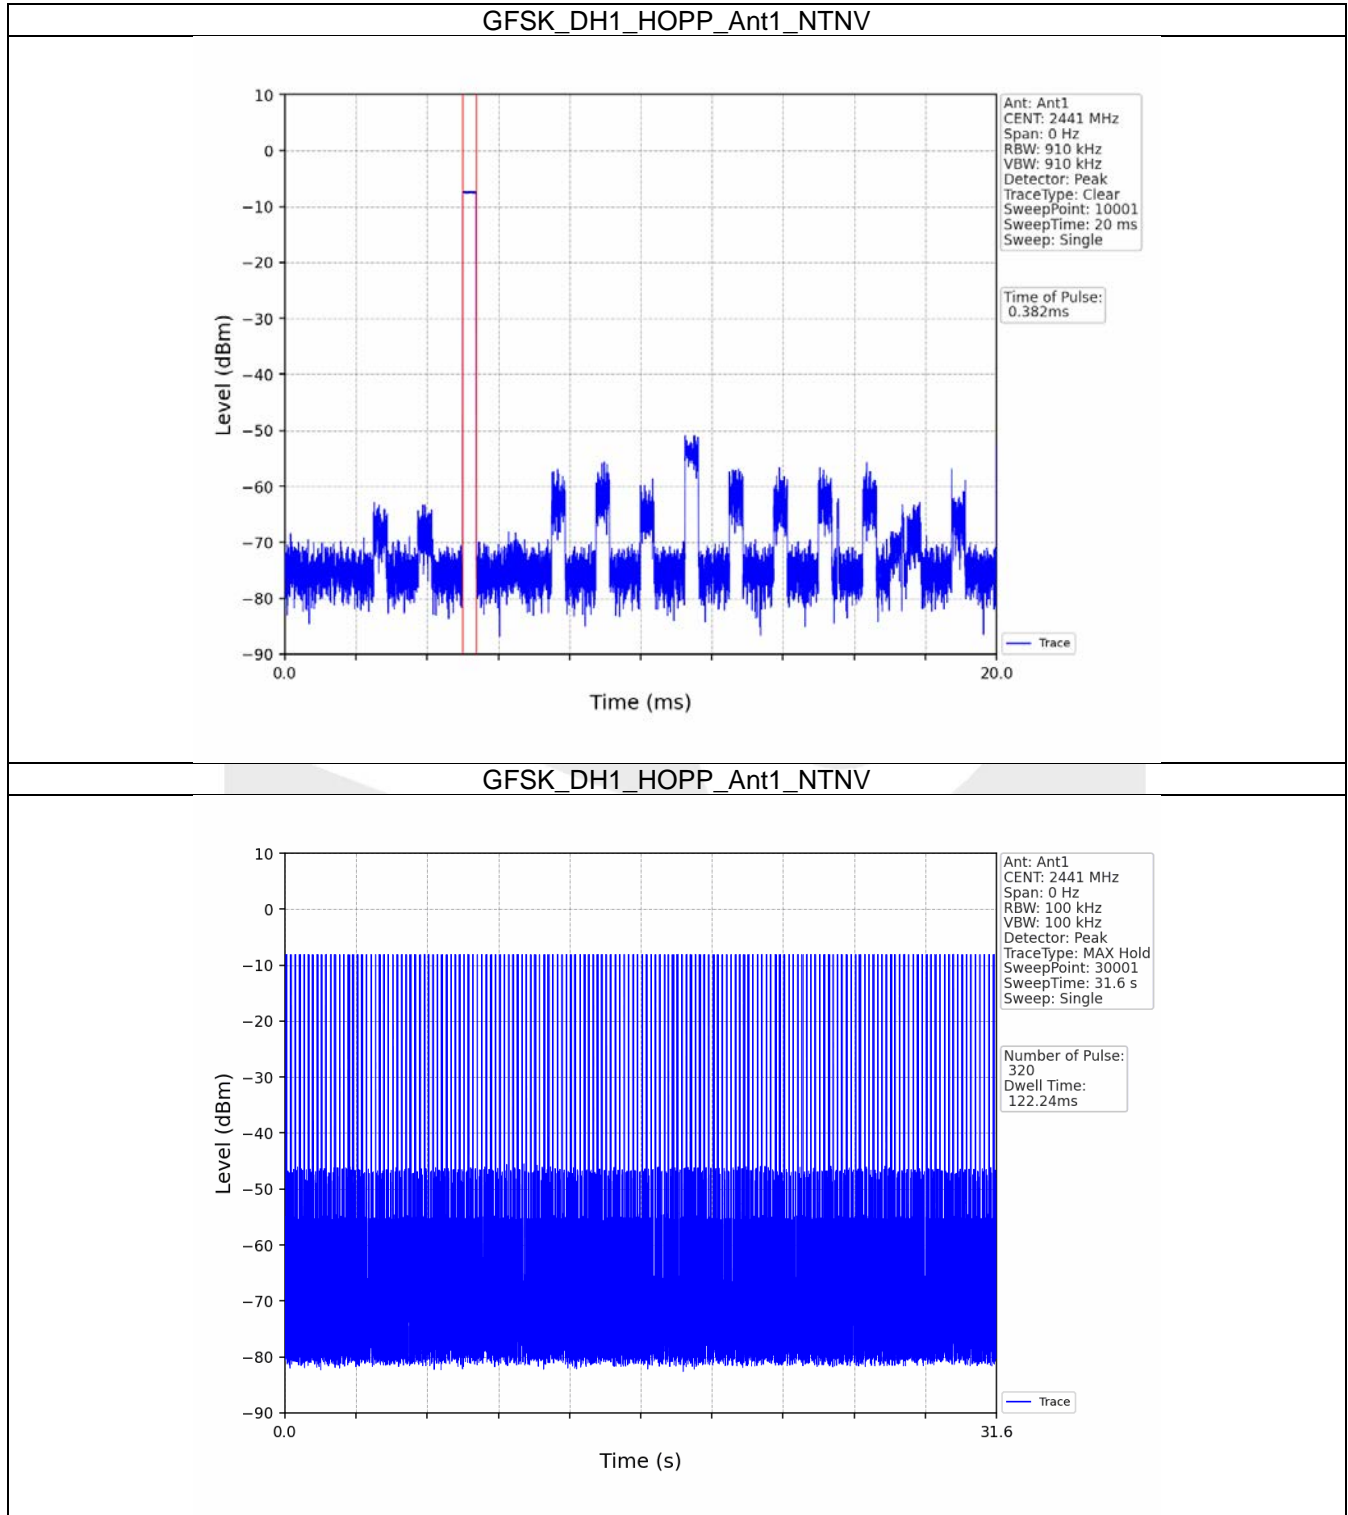 GFSK_DH1_HOPP_Ant1_NTNV
10
0
−10
−20
−30
−40
−50
−60
−70
−80
−90
Level (dBm)
0.0
20.0
Time (ms)
Ant: Ant1
CENT: 2441 MHz
Span: 0 Hz
RBW: 910 kHz
VBW: 910 kHz
Detector: Peak
TraceType: Clear
SweepPoint: 10001
SweepTime: 20 ms
Sweep: Single
Time of Pulse:
0.382ms
Trace
GFSK_DH1_HOPP_Ant1_NTNV
10
0
−10
−20
−30
−40
−50
−60
−70
−80
−90
Level (dBm)
0.0
31.6
Time (s)
Ant: Ant1
CENT: 2441 MHz
Span: 0 Hz
RBW: 100 kHz
VBW: 100 kHz
Detector: Peak
TraceType: MAX Hold
SweepPoint: 30001
SweepTime: 31.6 s
Sweep: Single
Number of Pulse:
320
Dwell Time:
122.24ms
Trace